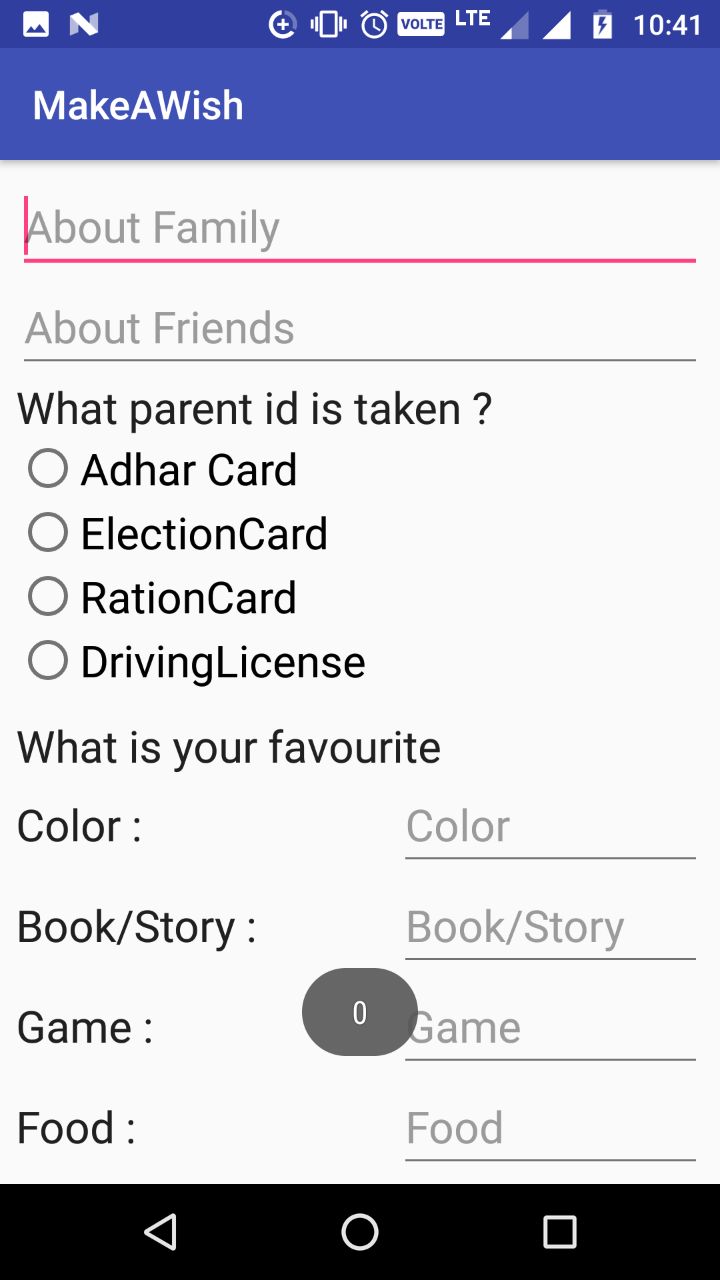 VOLTE LTE 10:41
MakeAWish
About Family
About Friends
What parent id is taken ?
Adhar Card
ElectionCard
RationCard
DrivingLicense
What is your favourite
Color : Color
Book/Story : Book/Story
Game : Game
0
Food : Food